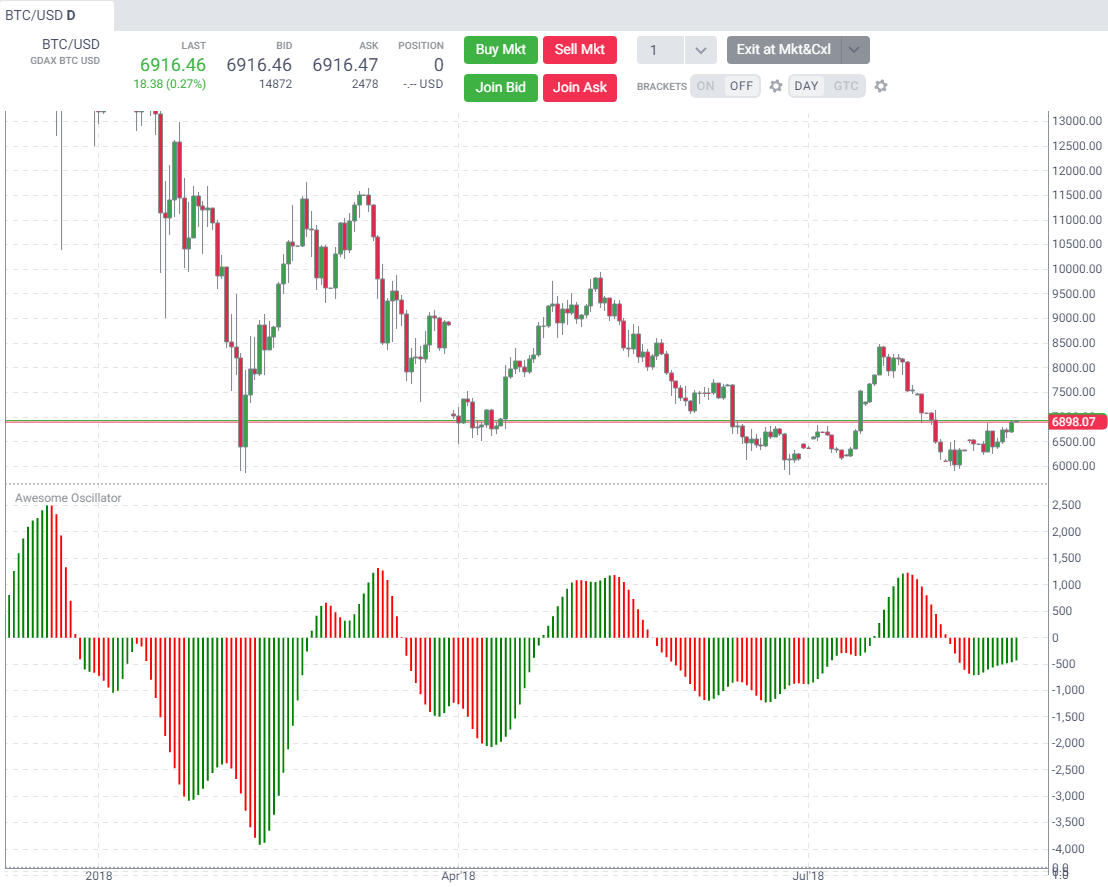 BTC/USD D
BTC/USD
GDAX BTC USD
LAST
6916.46
18.38 (0.27%)
BID
6916.46
14872
ASK
6916.47
2478
POSITION
0
-.-- USD
Buy Mkt
Sell Mkt
1
Exit at Mkt&Cxl
Join Bid
Join Ask
BRACKETS
ON
OFF
DAY
GTC
13000.00
12500.00
12000.00
11500.00
11000.00
10500.00
10000.00
9500.00
9000.00
8500.00
8000.00
7500.00
6898.07
6500.00
6000.00
Awesome Oscillator
2,500
2,000
1,500
1,000
500
0
-500
-1,000
-1,500
-2,000
-2,500
-3,000
-3,500
-4,000
2018
Apr'18
Jul'18